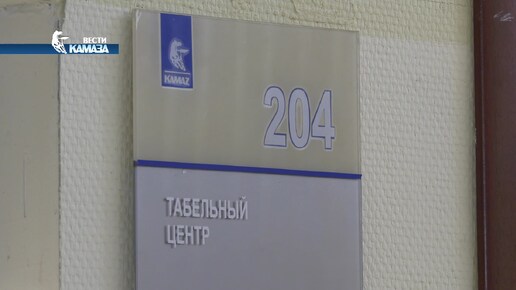 ВЕСТИ
КАМАЗА
KAMAZ
204
ТАБЕЛЬНЫЙ
ЦЕНТР